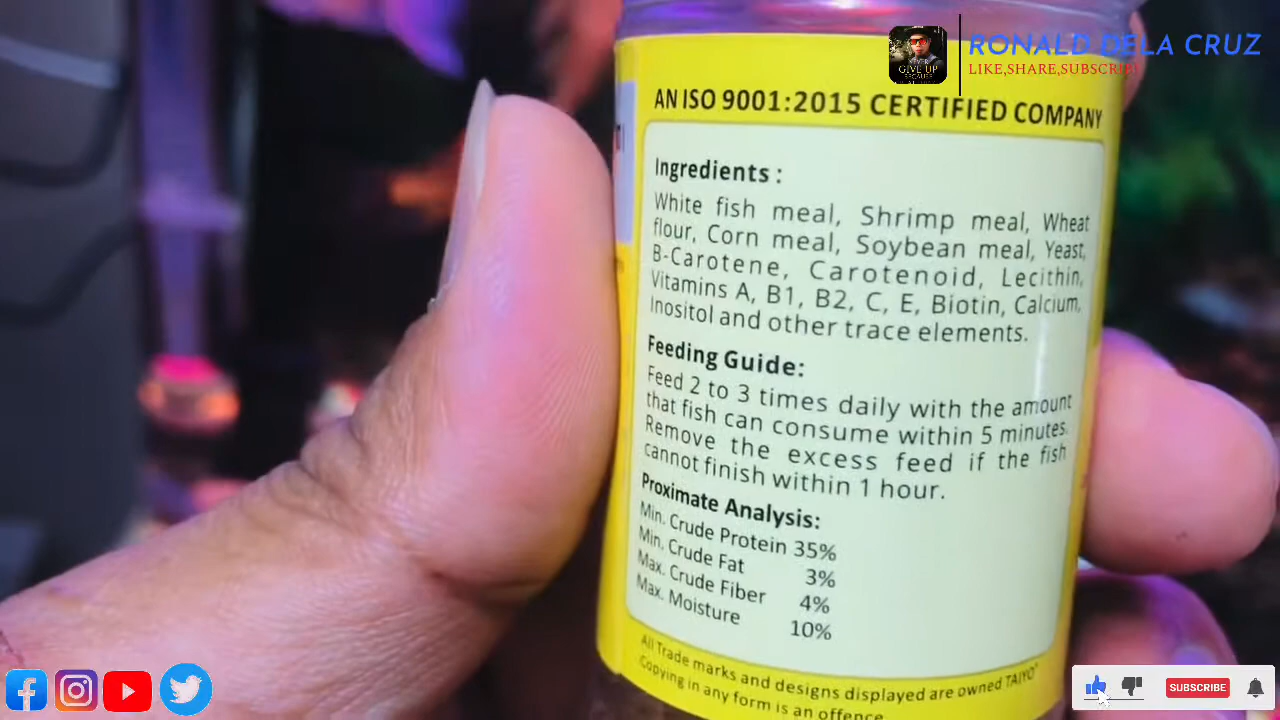 RONALD DELA CRUZ
LIKE,SHARE,SUBSCRIBE
GIVE UP
BECAUSE
AN ISO 9001:2015 CERTIFIED COMPANY
Ingredients :
White fish meal, Shrimp meal, Wheat
flour, Corn meal, Soybean meal, Yeast,
B-Carotene, Carotenoid, Lecithin,
Vitamins A, B1, B2, C, E, Biotin, Calcium,
Inositol and other trace elements.
Feeding Guide:
Feed 2 to 3 times daily with the amount
that fish can consume within 5 minutes.
Remove the excess feed if the fish
cannot finish within 1 hour.
Proximate Analysis:
Min. Crude Protein 35%
Min. Crude Fat 3%
Max. Crude Fiber 4%
Max. Moisture 10%
All Trade marks and designs displayed are owned TAIYO
Copying in any form is an offence
SUBSCRIBE